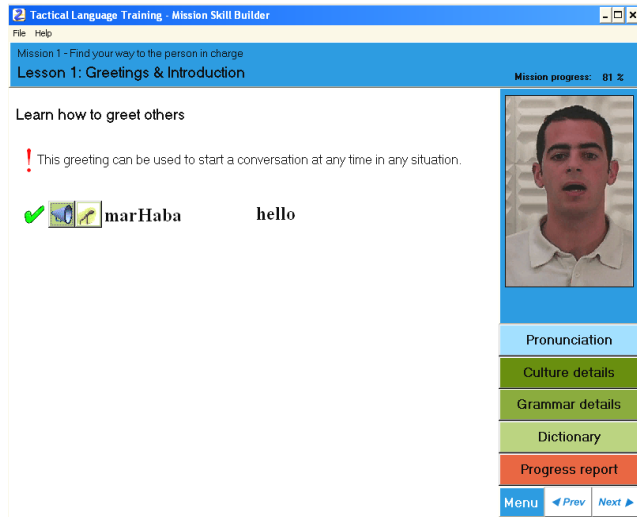 Tactical Language Training - Mission Skill Builder
File Help
Mission 1 - Find your way to the person in charge
Lesson 1: Greetings & Introduction
Mission progress: 81 %
Learn how to greet others
! This greeting can be used to start a conversation at any time in any situation.
marHaba hello
Pronunciation
Culture details
Grammar details
Dictionary
Progress report
Menu Prev Next